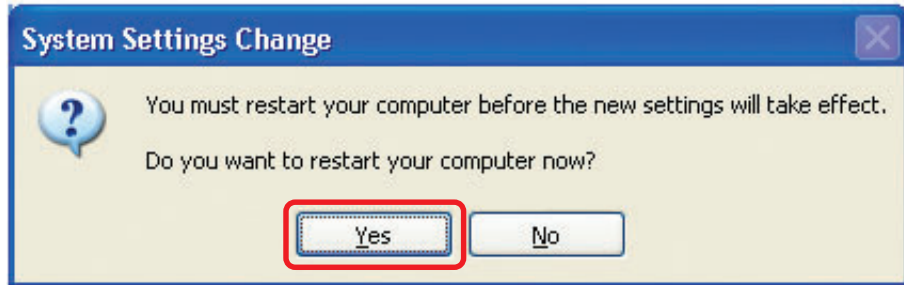 System Settings Change
You must restart your computer before the new settings will take effect.
Do you want to restart your computer now?
Yes
No